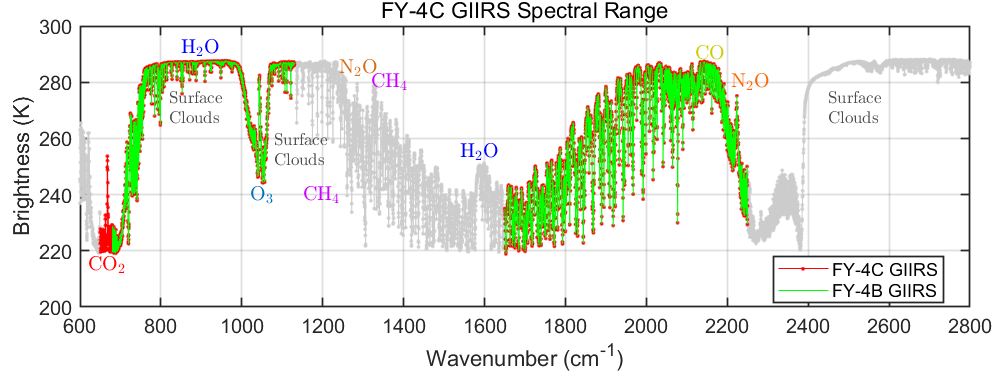 FY-4C GIIRS Spectral Range
Brightness (K)
300
280
260
240
220
200
H₂O
Surface
Clouds
Surface
Clouds
O₃
CO₂
N₂O
CH₄
CH₄
H₂O
CO
N₂O
Surface
Clouds
FY-4C GIIRS
FY-4B GIIRS
600 800 1000 1200 1400 1600 1800 2000 2200 2400 2600 2800
Wavenumber (cm⁻¹)